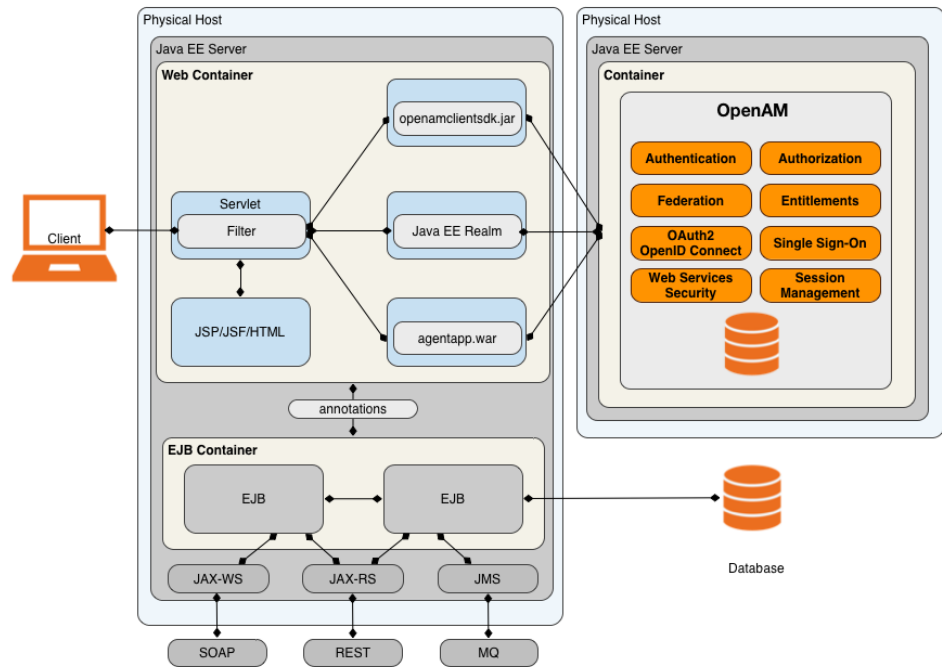 Physical Host
Java EE Server
Web Container
openamclientsdk.jar
Client
Servlet
Filter
Java EE Realm
JSP/JSF/HTML
agentapp.war
annotations
EJB Container
EJB
EJB
JAX-WS
JAX-RS
JMS
SOAP
REST
MQ
Physical Host
Java EE Server
Container
OpenAM
Authentication
Authorization
Federation
Entitlements
OAuth2
OpenID Connect
Single Sign-On
Web Services
Security
Session
Management
Database